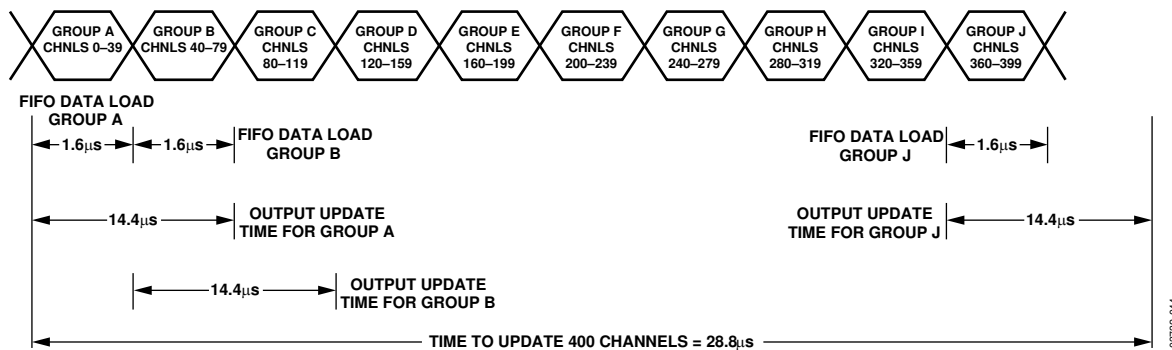 GROUP A
CHNLS 0–39
GROUP B
CHNLS 40–79
GROUP C
CHNLS
80–119
GROUP D
CHNLS
120–159
GROUP E
CHNLS
160–199
GROUP F
CHNLS
200–239
GROUP G
CHNLS
240–279
GROUP H
CHNLS
280–319
GROUP I
CHNLS
320–359
GROUP J
CHNLS
360–399
FIFO DATA LOAD
GROUP A
1.6µs
1.6µs
FIFO DATA LOAD
GROUP B
FIFO DATA LOAD
GROUP J
1.6µs
14.4µs
OUTPUT UPDATE
TIME FOR GROUP A
OUTPUT UPDATE
TIME FOR GROUP J
14.4µs
14.4µs
OUTPUT UPDATE
TIME FOR GROUP B
TIME TO UPDATE 400 CHANNELS = 28.8µs